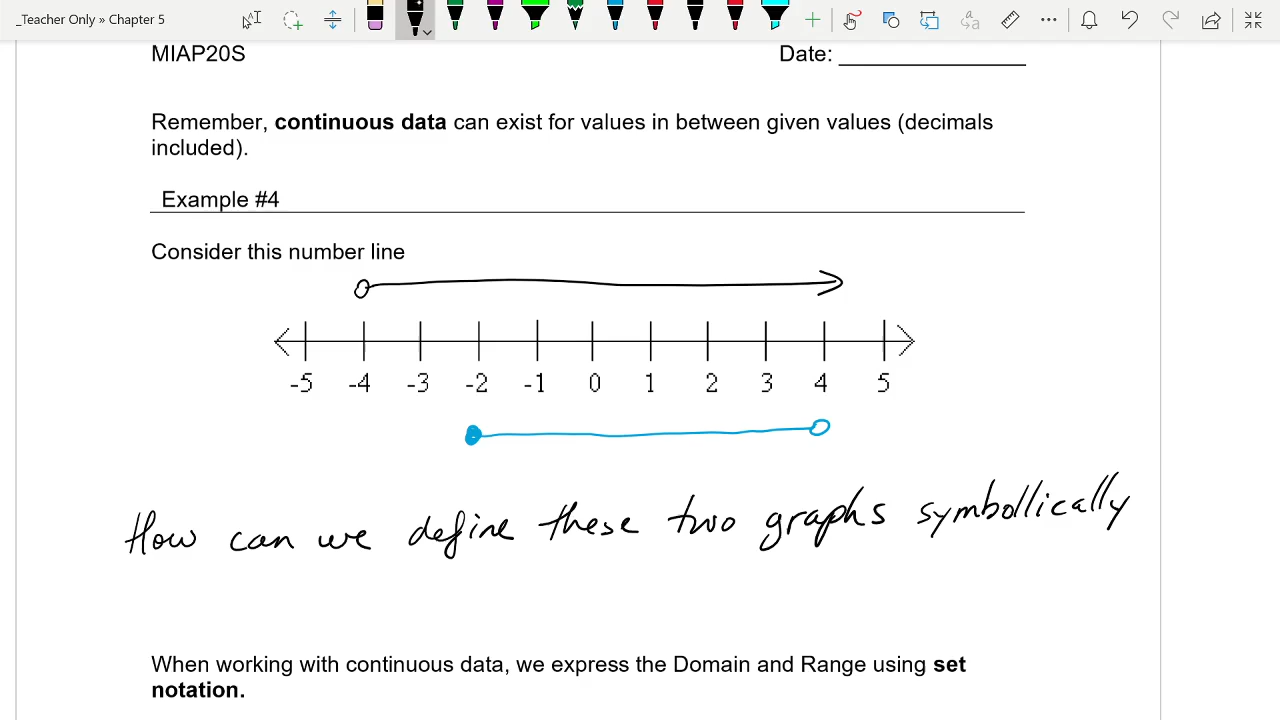 _Teacher Only » Chapter 5
MIAP20S Date:
Remember, continuous data can exist for values in between given values (decimals
included).
Example #4
Consider this number line
-5 -4 -3 -2 -1 0 1 2 3 4 5
How can we define these two graphs symbollically
When working with continuous data, we express the Domain and Range using set
notation.